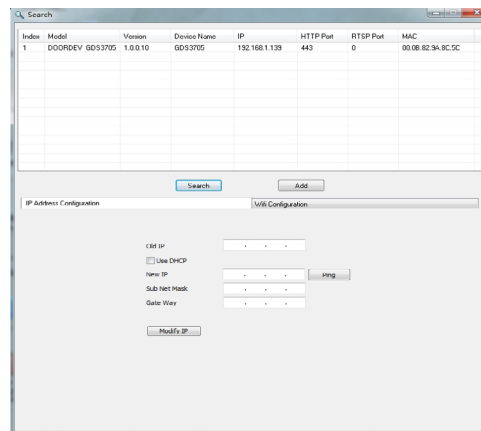 Search
Index Model Version Device Name IP HTTP Port RTSP Port MAC
1 DOORDEV GDS3705 1.0.0.10 GDS3705 192.168.1.139 443 0 00.0B.82.9A.8C.5C
Search Add
IP Address Configuration Wifi Configuration
Old IP
Use DHCP
New IP Ping
Sub Net Mask
Gate Way
Modify IP